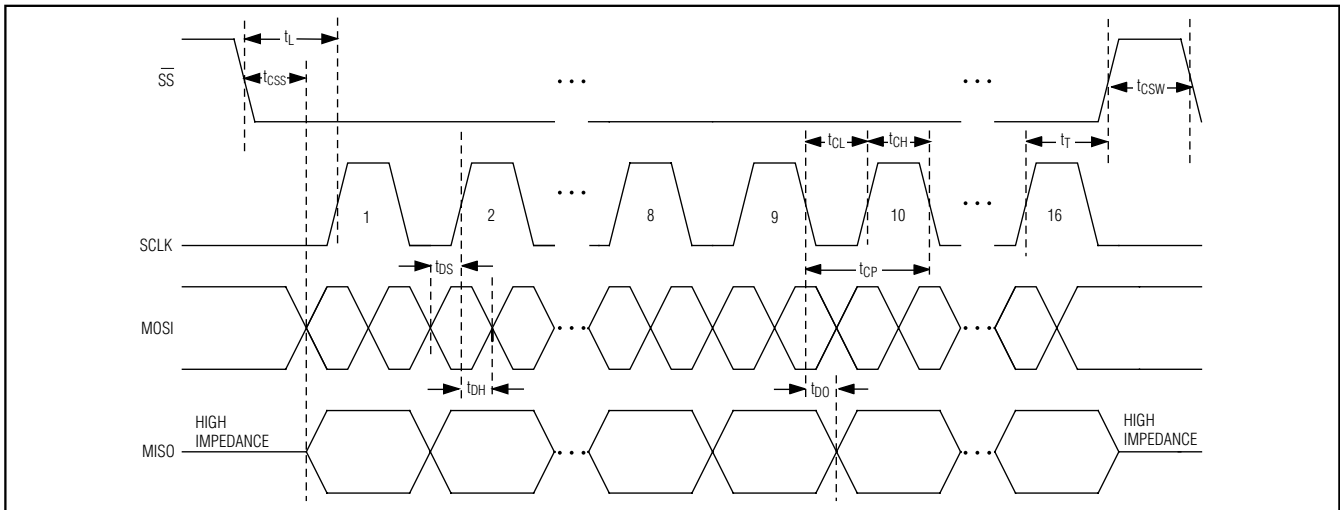 tL
SS
tCSS
• • •
• • •
tCSW
tCL
tCH
tT
• • •
• • •
1
2
8
9
10
16
SCLK
tDS
tCP
MOSI
• • •
• • •
tDH
tDO
HIGH
IMPEDANCE
HIGH
IMPEDANCE
MISO
• • •
• • •